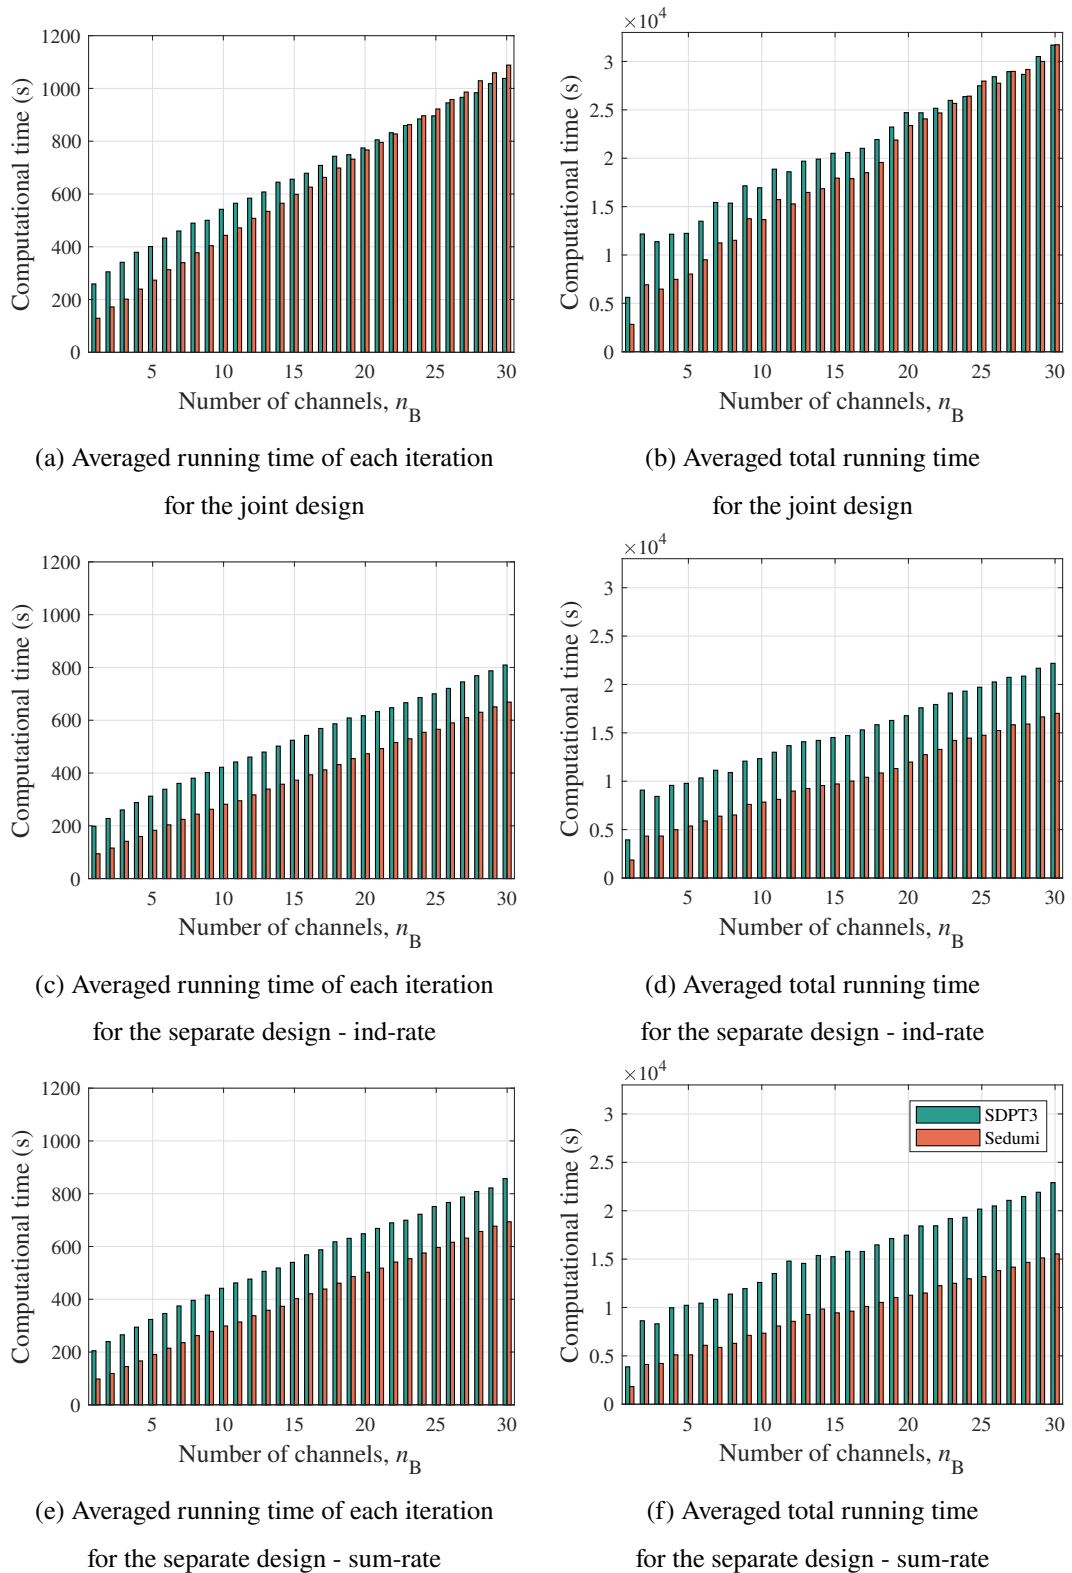 1200
1000
800
600
400
200
0
Computational time (s)
5 10 15 20 25 30
Number of channels, n_B
(a) Averaged running time of each iteration
for the joint design
×10^4
3
2.5
2
1.5
1
0.5
0
Computational time (s)
5 10 15 20 25 30
Number of channels, n_B
(b) Averaged total running time
for the joint design
1200
1000
800
600
400
200
0
Computational time (s)
5 10 15 20 25 30
Number of channels, n_B
(c) Averaged running time of each iteration
for the separate design - ind-rate
×10^4
3
2.5
2
1.5
1
0.5
0
Computational time (s)
5 10 15 20 25 30
Number of channels, n_B
(d) Averaged total running time
for the separate design - ind-rate
1200
1000
800
600
400
200
0
Computational time (s)
5 10 15 20 25 30
Number of channels, n_B
(e) Averaged running time of each iteration
for the separate design - sum-rate
×10^4
3
2.5
2
1.5
1
0.5
0
Computational time (s)
SDPT3
Sedumi
5 10 15 20 25 30
Number of channels, n_B
(f) Averaged total running time
for the separate design - sum-rate